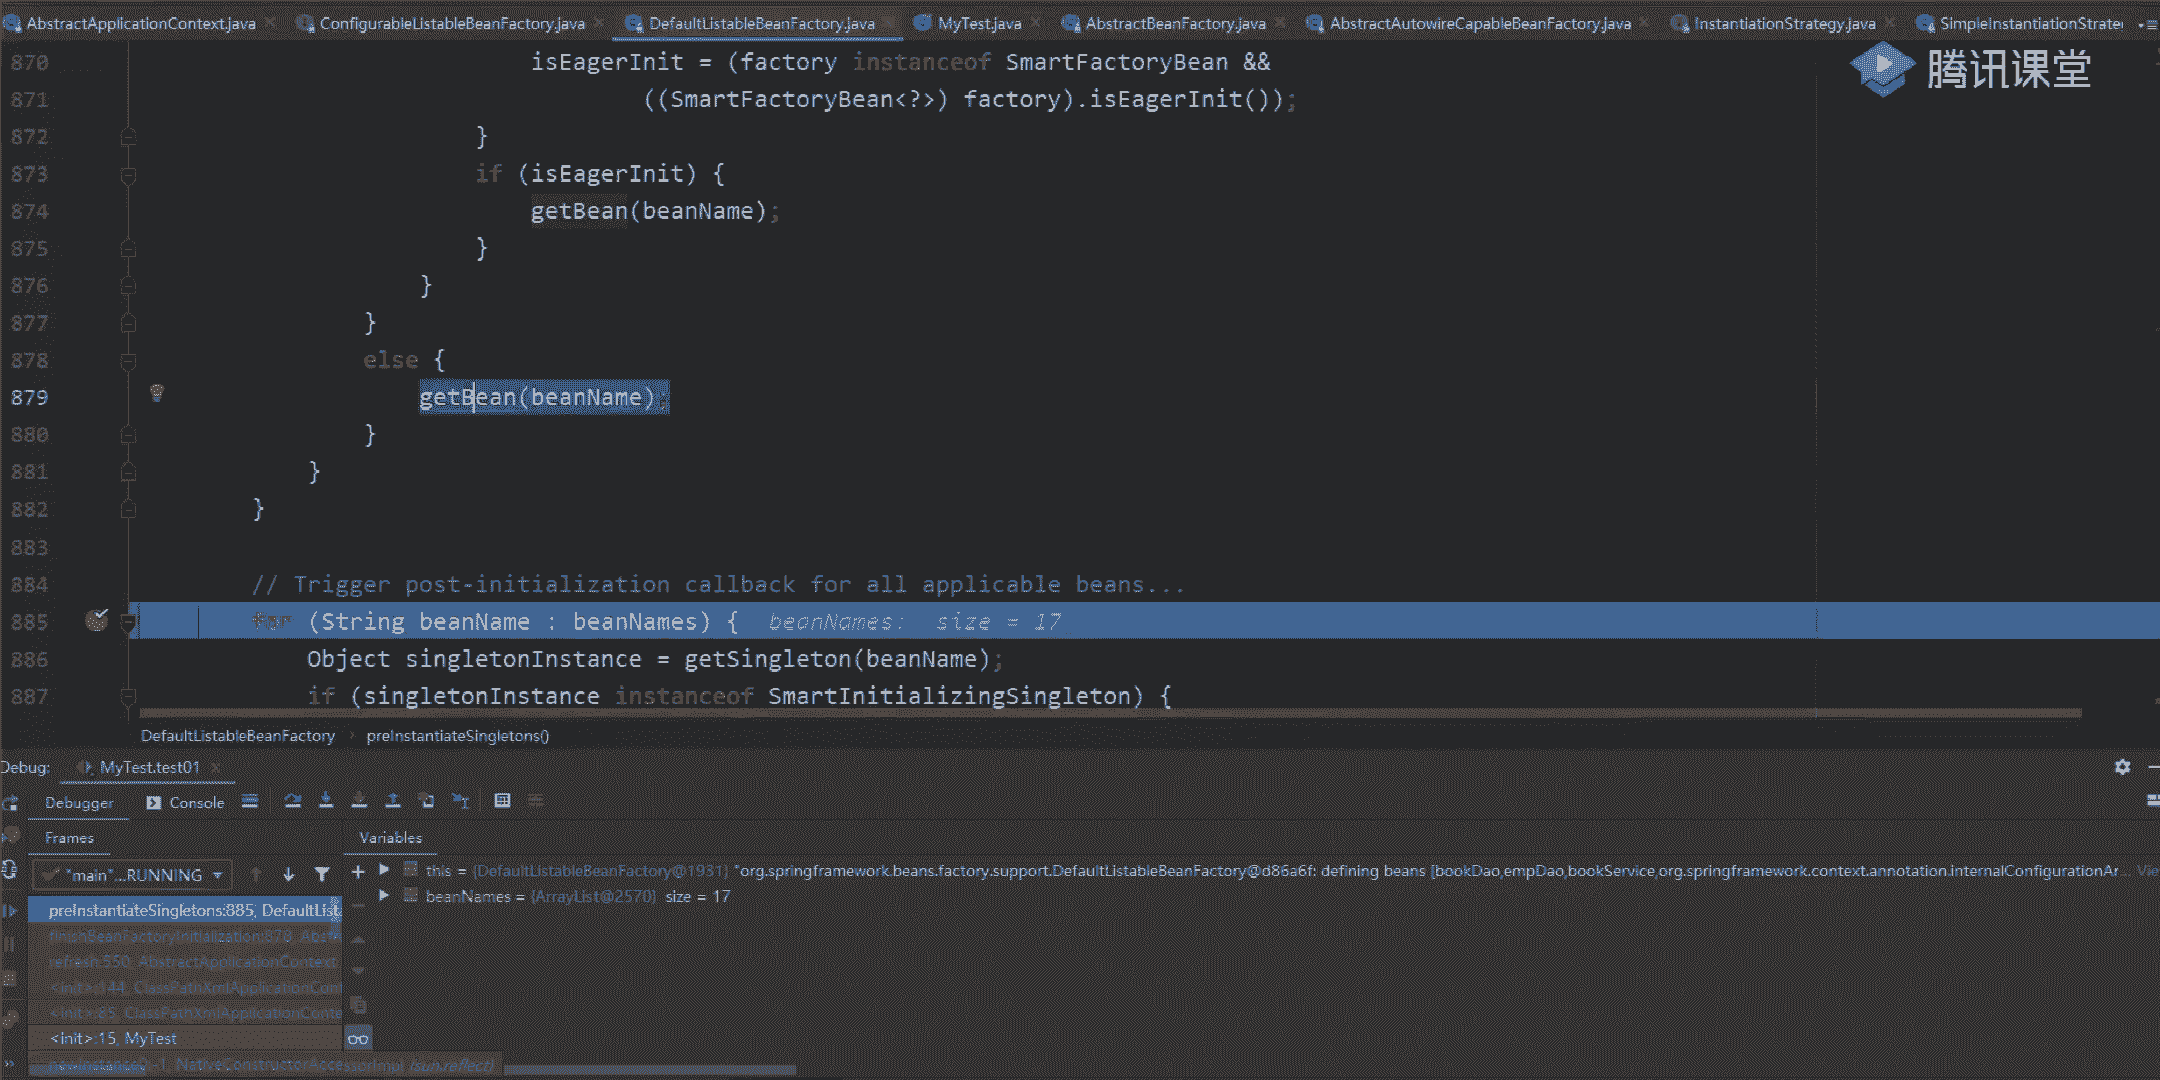 AbstractApplicationContext.java ConfigurableListableBeanFactory.java DefaultListableBeanFactory.java MyTest.java AbstractBeanFactory.java AbstractAutowireCapableBeanFactory.java InstantiationStrategy.java SimpleInstantiationStrate
腾讯课堂
870 isEagerInit = (factory instanceof SmartFactoryBean &&
871 ((SmartFactoryBean<?>) factory).isEagerInit());
872 }
873 if (isEagerInit) {
874 getBean(beanName);
875 }
876 }
877 }
878 else {
879 getBean(beanName);
880 }
881 }
882 }
883
884 // Trigger post-initialization callback for all applicable beans...
885 for (String beanName : beanNames) { beanNames: size = 17
886 Object singletonInstance = getSingleton(beanName);
887 if (singletonInstance instanceof SmartInitializingSingleton) {
DefaultListableBeanFactory > preInstantiateSingletons()
Debug: MyTest.test01
Debugger Console
Frames Variables
"main"...RUNNING
this = {DefaultListableBeanFactory@1931} "org.springframework.beans.factory.support.DefaultListableBeanFactory@d86a6f: defining beans [bookDao,empDao,bookService,org.springframework.context.annotation.internalConfigurationAr... Vie
beanNames = {ArrayList@2570} size = 17
preInstantiateSingletons:885, DefaultLista
finishBeanFactoryInitialization:878, Abstr
refresh:550, AbstractApplicationContext
<init>:144, ClassPathXmlApplicationCont
<init>:85, ClassPathXmlApplicationConte
<init>:15, MyTest
newInstance0:-1, NativeConstructorAccessorImpl (sun.reflect)